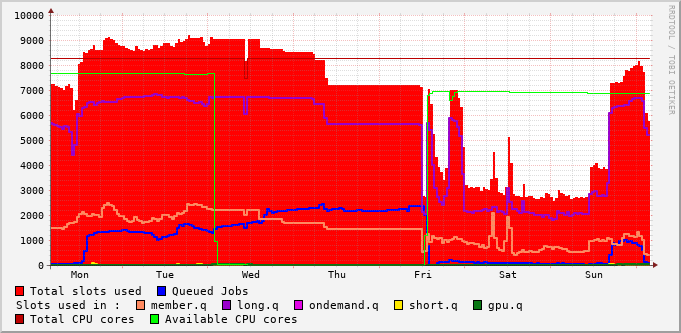 10000
9000
8000
7000
6000
5000
4000
3000
2000
1000
0
Mon Tue Wed Thu Fri Sat Sun
RRDTOOL / TOBI OETIKER
Total slots used Queued Jobs
Slots used in : member.q long.q ondemand.q short.q gpu.q
Total CPU cores Available CPU cores